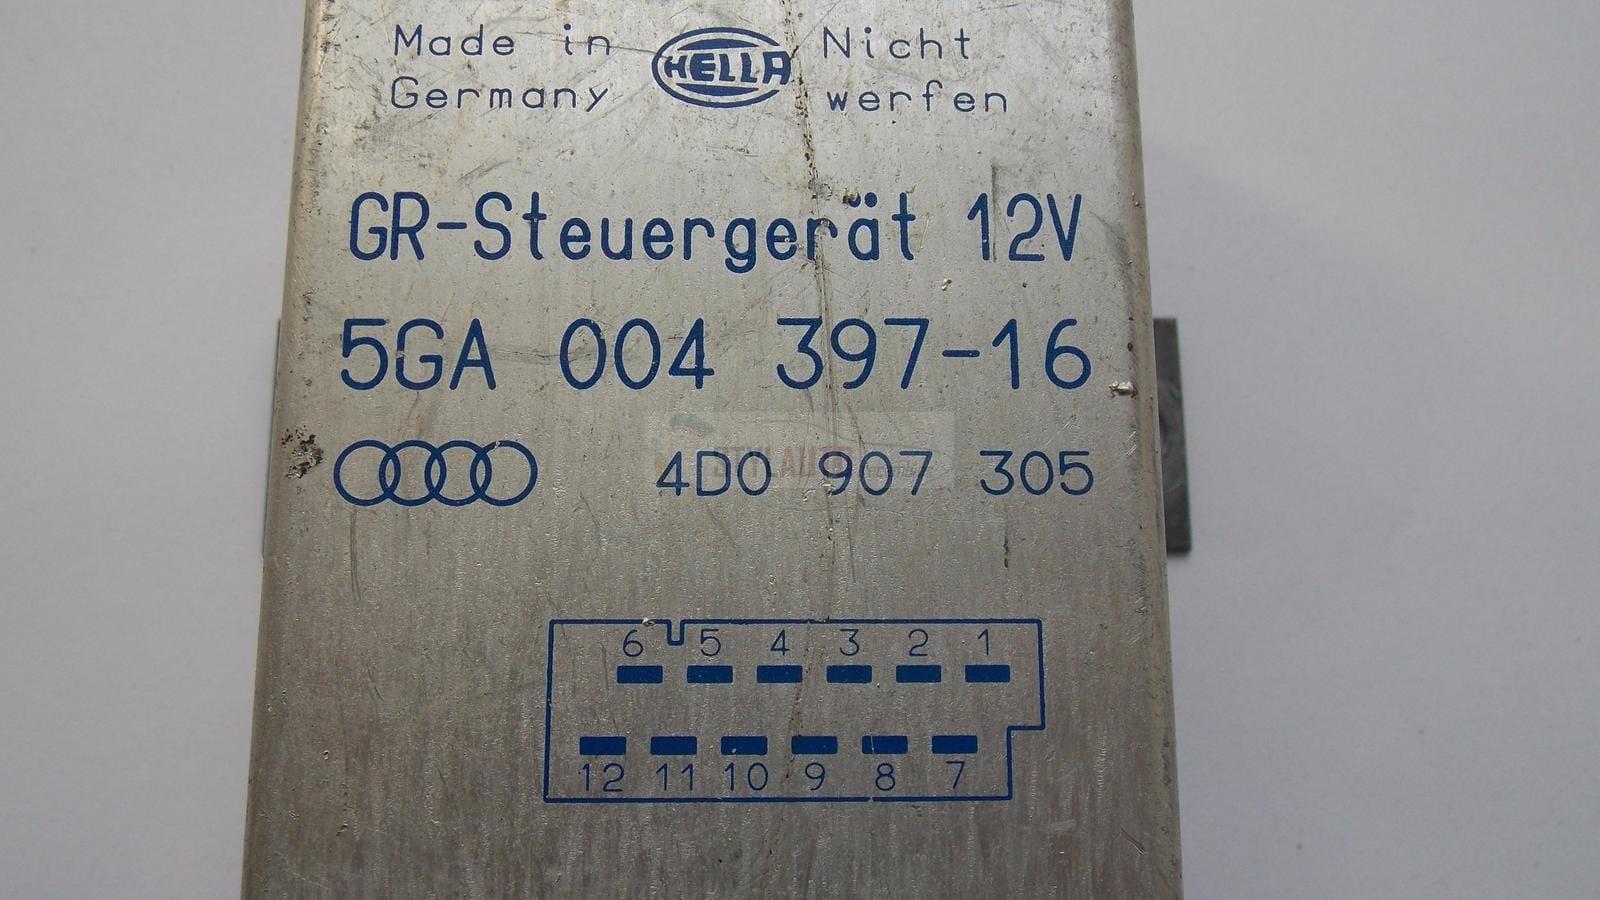 Made in HELLA Nicht
Germany werfen
GR-Steuergerät 12V
5GA 004 397-16
4D0 907 305
6 5 4 3 2 1
12 11 10 9 8 7